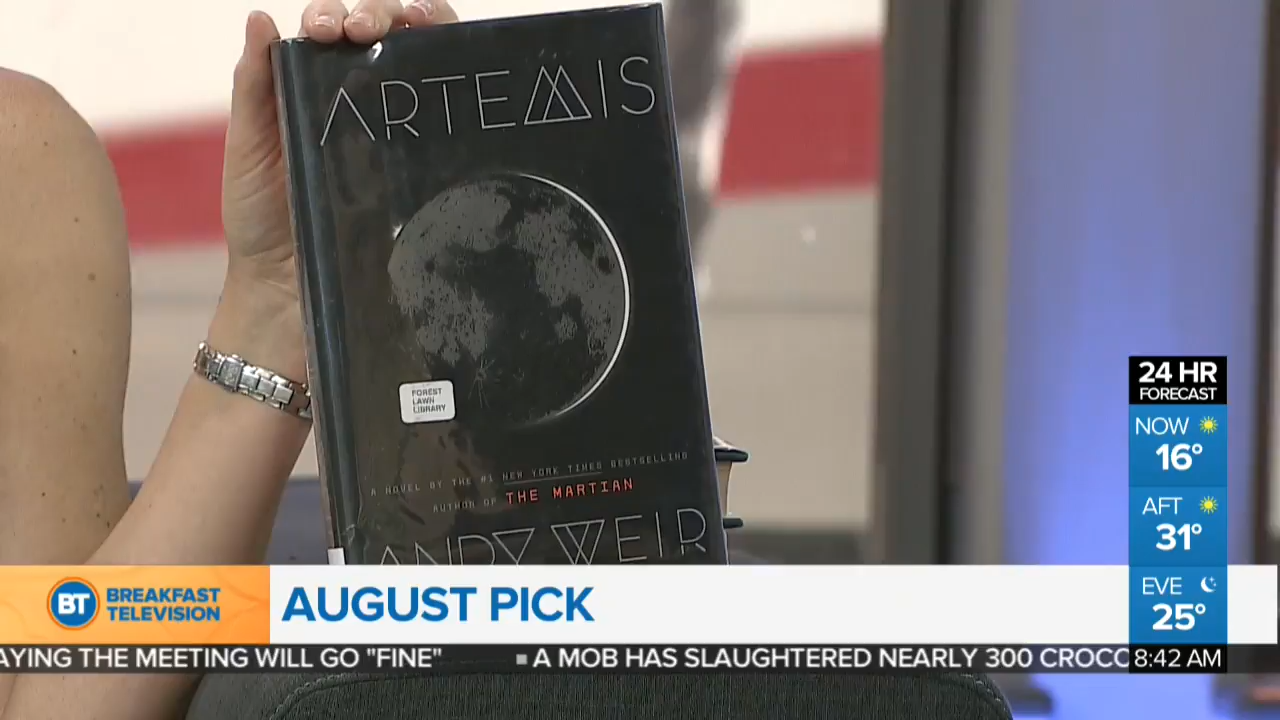 ARTEMIS
FOREST
LAWN
LIBRARY
A NOVEL BY THE #1 NEW YORK TIMES BESTSELLING
AUTHOR OF THE MARTIAN
ANDY WEIR
24 HR
FORECAST
NOW
16°
AFT
31°
EVE
25°
BT BREAKFAST
TELEVISION
AUGUST PICK
AYING THE MEETING WILL GO "FINE" ■ A MOB HAS SLAUGHTERED NEARLY 300 CROCC
8:42 AM